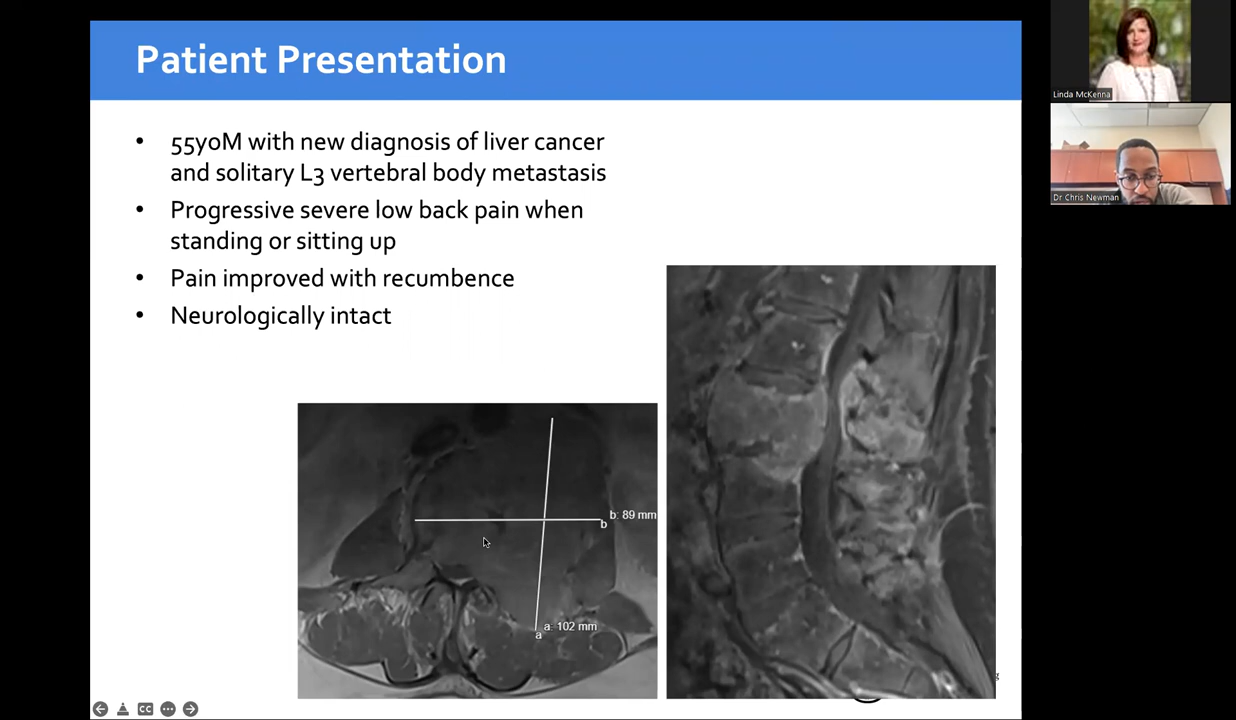 Patient Presentation
• 55yoM with new diagnosis of liver cancer
and solitary L3 vertebral body metastasis
• Progressive severe low back pain when
standing or sitting up
• Pain improved with recumbence
• Neurologically intact
b: 89 mm
b
a: 102 mm
a
CC
Linda McKenna
Dr Chris Newman